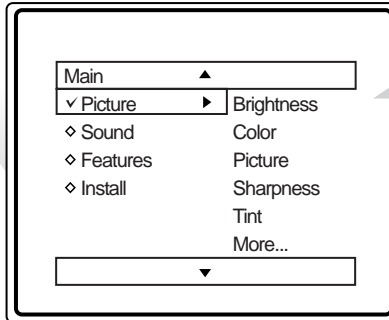 Main
Picture Brightness
Sound Color
Features Picture
Install Sharpness
Tint
More...